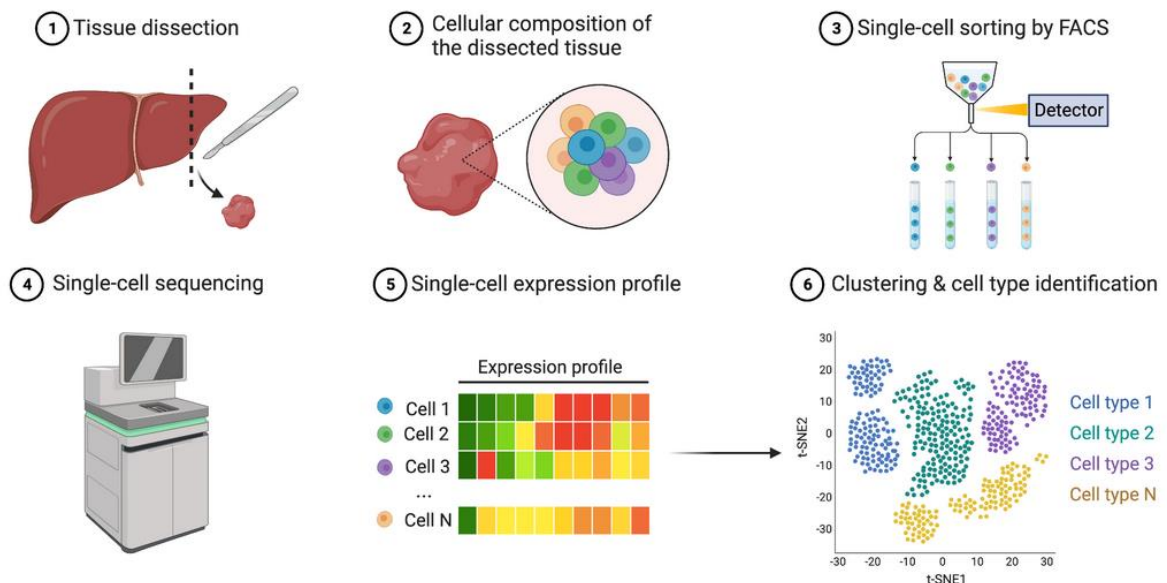 1 Tissue dissection
2 Cellular composition of
the dissected tissue
3 Single-cell sorting by FACS
Detector
4 Single-cell sequencing
5 Single-cell expression profile
Expression profile
Cell 1
Cell 2
Cell 3
...
Cell N
6 Clustering & cell type identification
30
20
10
0
-10
-20
-30
t-SNE2
-30 -20 -10 0 10 20 30
t-SNE1
Cell type 1
Cell type 2
Cell type 3
Cell type N